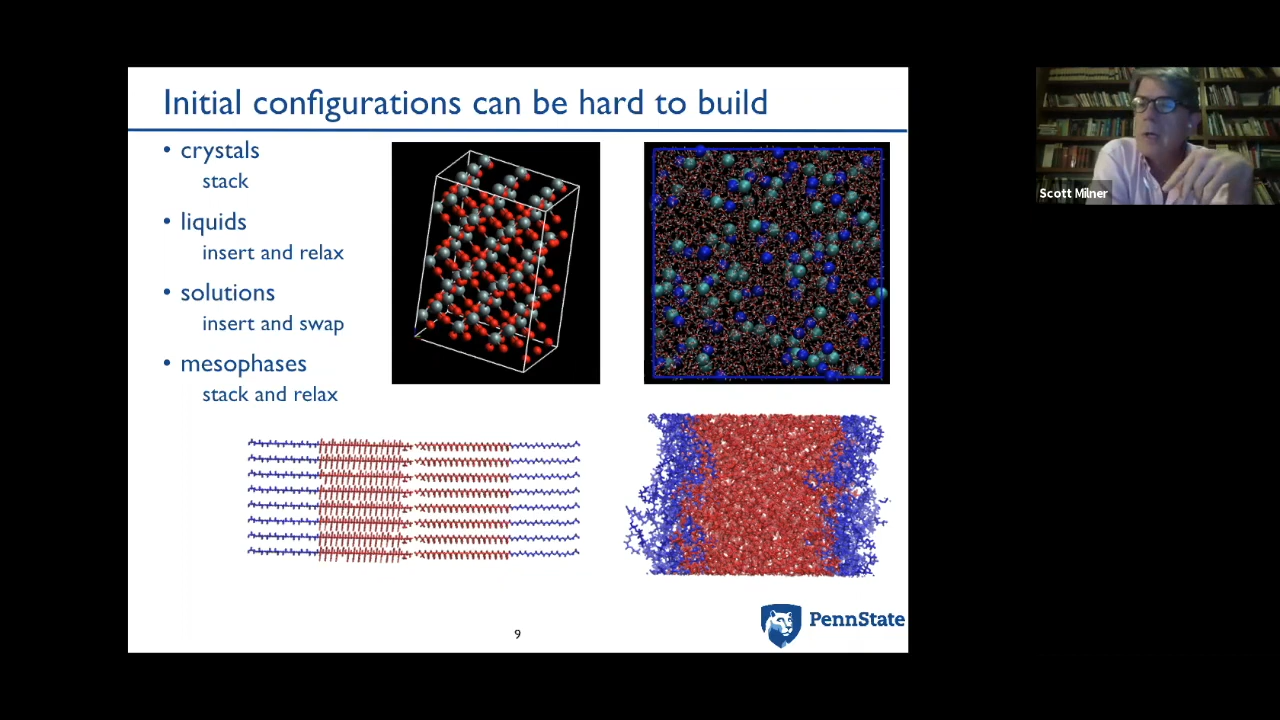 Initial configurations can be hard to build
• crystals
stack
• liquids
insert and relax
• solutions
insert and swap
• mesophases
stack and relax
9
PennState
Scott Milner